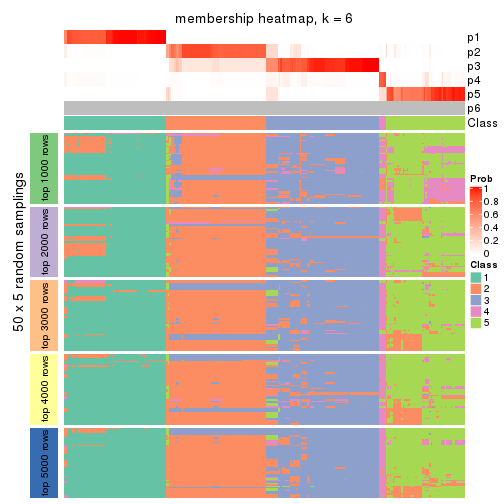 membership heatmap, k = 6
p1
p2
p3
p4
p5
p6
Class
50 x 5 random samplings
top 1000 rows
top 2000 rows
top 3000 rows
top 4000 rows
top 5000 rows
Prob
1
0.8
0.6
0.4
0.2
0
Class
1
2
3
4
5